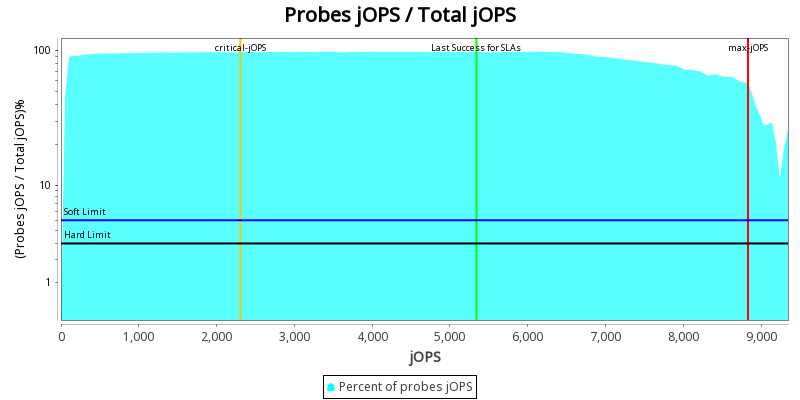 Probes jOPS / Total jOPS
(Probes jOPS / Total jOPS)%
100
10
1
critical-jOPS
Last Success for SLAs
max-jOPS
Soft Limit
Hard Limit
0 1,000 2,000 3,000 4,000 5,000 6,000 7,000 8,000 9,000
jOPS
Percent of probes jOPS